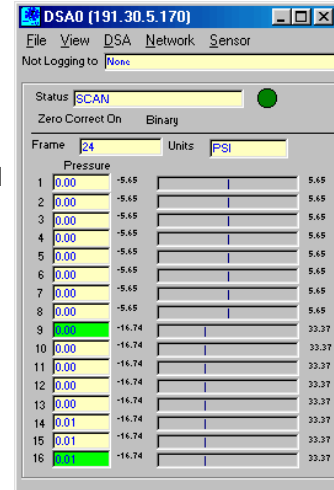 DSA0 (191.30.5.170)
File View DSA Network Sensor
Not Logging to None
Status SCAN
Zero Correct On Binary
Frame 24 Units PSI
Pressure
1 0.00 -5.65 5.65
2 0.00 -5.65 5.65
3 0.00 -5.65 5.65
4 0.00 -5.65 5.65
5 0.00 -5.65 5.65
6 0.00 -5.65 5.65
7 0.00 -5.65 5.65
8 0.00 -5.65 5.65
9 0.00 -16.74 33.37
10 0.00 -16.74 33.37
11 0.00 -16.74 33.37
12 0.00 -16.74 33.37
13 0.00 -16.74 33.37
14 0.01 -16.74 33.37
15 0.01 -16.74 33.37
16 0.01 -16.74 33.37